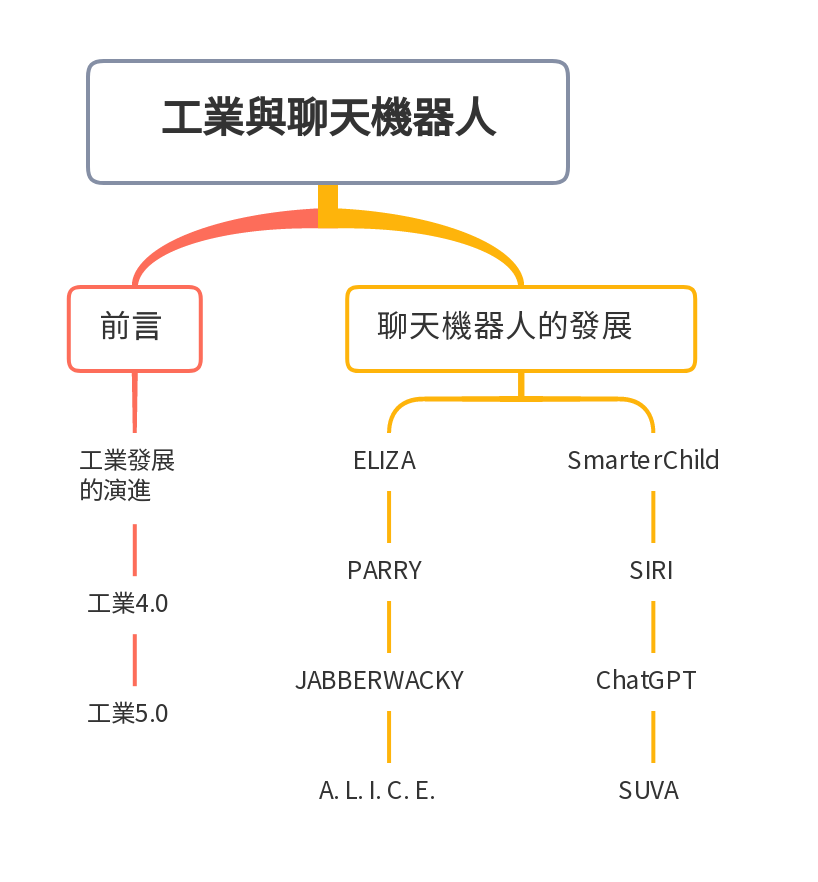 工業與聊天機器人
前言
聊天機器人的發展
工業發展
的演進
工業4.0
工業5.0
ELIZA
PARRY
JABBERWACKY
A. L. I. C. E.
SmarterChild
SIRI
ChatGPT
SUVA